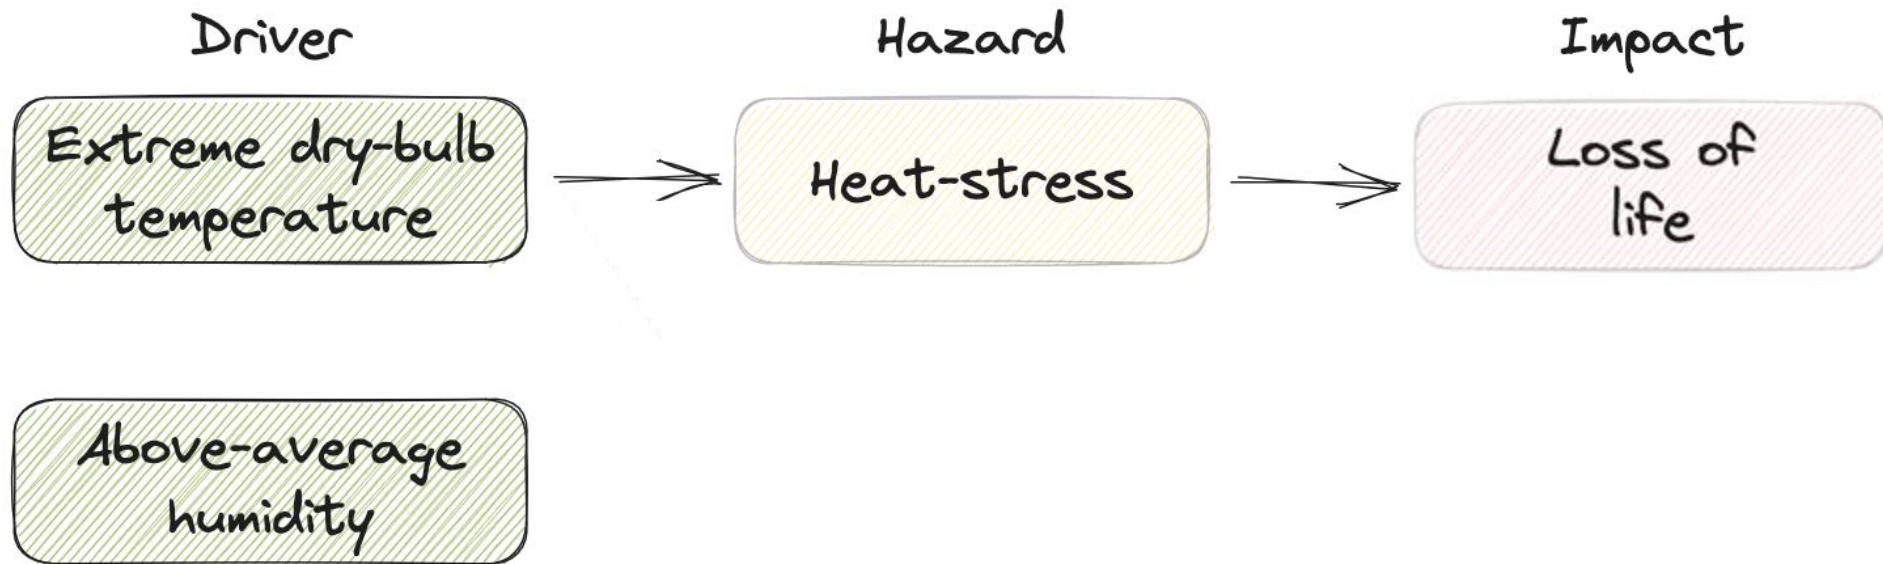 Driver
Hazard
Impact
Extreme dry-bulb
temperature
Heat-stress
Loss of
life
Above-average
humidity